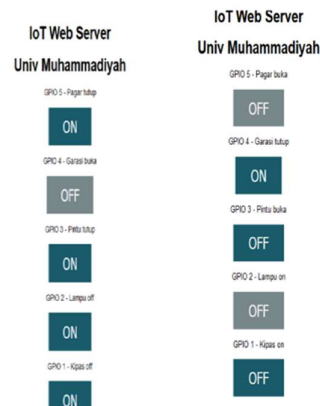 IoT Web Server
Univ Muhammadiyah
GPIO 5 - Pagar tutup
ON
GPIO 4 - Garasi buka
OFF
GPIO 3 - Pintu tutup
ON
GPIO 2 - Lampu off
ON
GPIO 1 - Kipas off
ON
IoT Web Server
Univ Muhammadiyah
GPIO 5 - Pagar buka
OFF
GPIO 4 - Garasi tutup
ON
GPIO 3 - Pintu buka
OFF
GPIO 2 - Lampu on
OFF
GPIO 1 - Kipas on
OFF